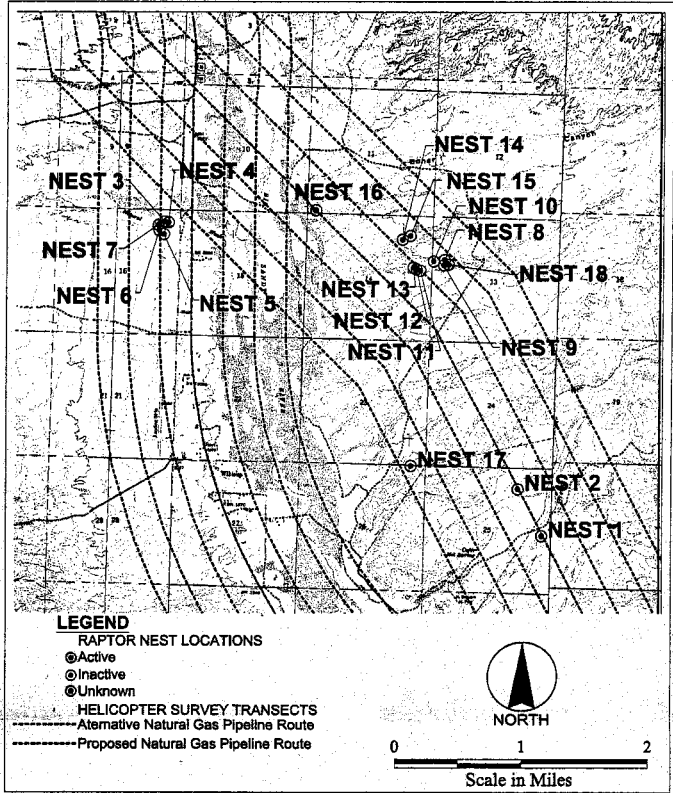 NEST 14
NEST 3
NEST 4
NEST 16
NEST 15
NEST 10
NEST 8
NEST 7
NEST 18
NEST 13
NEST 6
NEST 5
NEST 12
NEST 11
NEST 9
NEST 17
NEST 2
NEST 1
Canyon
LEGEND
RAPTOR NEST LOCATIONS
Active
Inactive
Unknown
HELICOPTER SURVEY TRANSECTS
Aternative Natural Gas Pipeline Route
Proposed Natural Gas Pipeline Route
NORTH
0 1 2
Scale in Miles